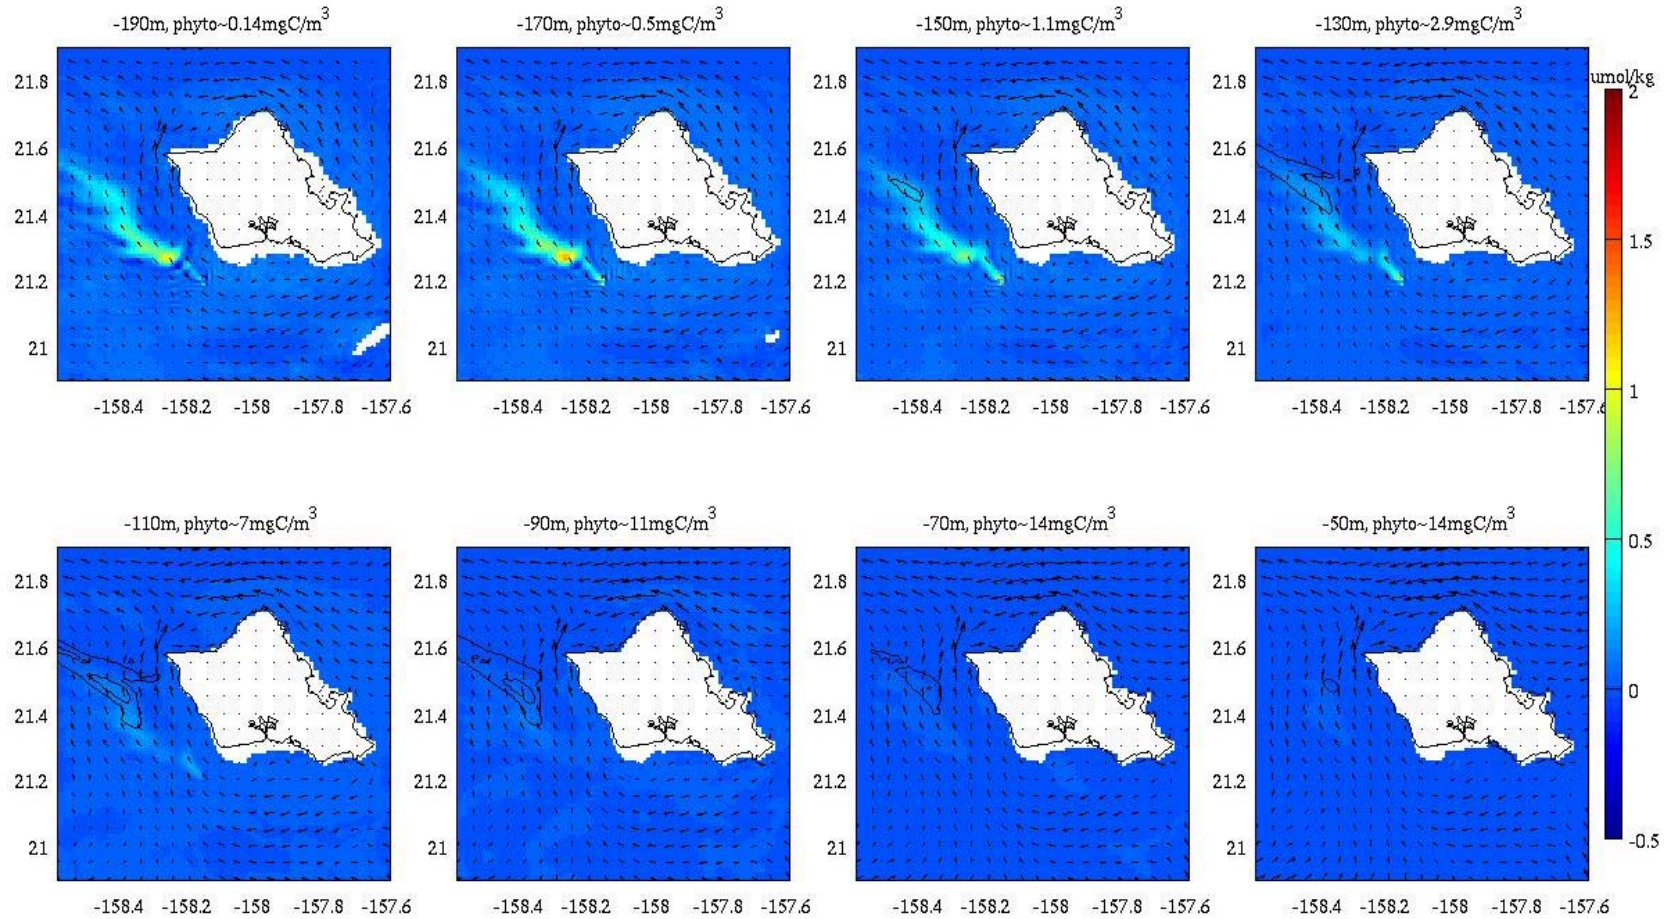 -190m, phyto~0.14mgC/m³ -170m, phyto~0.5mgC/m³ -150m, phyto~1.1mgC/m³ -130m, phyto~2.9mgC/m³
umol/kg
21.8 21.8 21.8 21.8
2
21.6 21.6 21.6 21.6
21.4 21.4 21.4 21.4
1.5
21.2 21.2 21.2 21.2
21 21 21 21
1
-158.4 -158.2 -158 -157.8 -157.6 -158.4 -158.2 -158 -157.8 -157.6 -158.4 -158.2 -158 -157.8 -157.6 -158.4 -158.2 -158 -157.8 -157.6
-110m, phyto~7mgC/m³ -90m, phyto~11mgC/m³ -70m, phyto~14mgC/m³ -50m, phyto~14mgC/m³
0.5
21.8 21.8 21.8 21.8
21.6 21.6 21.6 21.6
0
21.4 21.4 21.4 21.4
21.2 21.2 21.2 21.2
21 21 21 21
-0.5
-158.4 -158.2 -158 -157.8 -157.6 -158.4 -158.2 -158 -157.8 -157.6 -158.4 -158.2 -158 -157.8 -157.6 -158.4 -158.2 -158 -157.8 -157.6